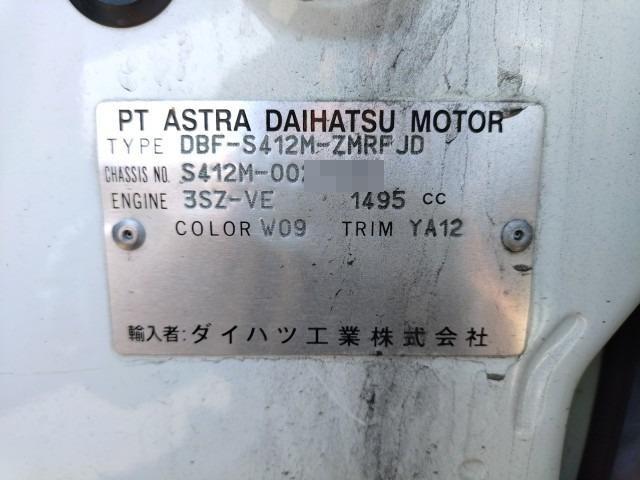 PT ASTRA DAIHATSU MOTOR
TYPE DBF-S412M-ZMRFJD
CHASSIS NO. S412M-002
ENGINE 3SZ-VE 1495 CC
COLOR W09 TRIM YA12
輸入者: ダイハツ工業株式会社